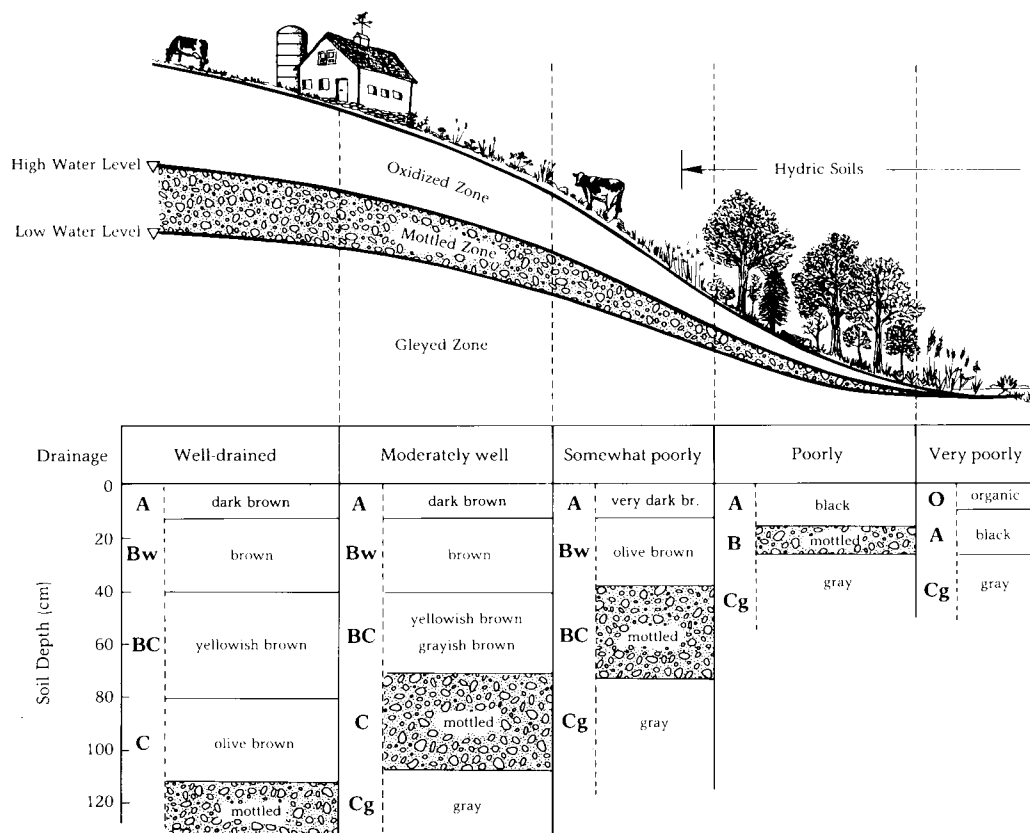 High Water Level
Low Water Level
Oxidized Zone
Mottled Zone
Gleyed Zone
Hydric Soils
Drainage
Well-drained
Moderately well
Somewhat poorly
Poorly
Very poorly
Soil Depth (cm)
0
20
40
60
80
100
120
A
dark brown
Bw
brown
BC
yellowish brown
C
olive brown
mottled
A
dark brown
Bw
brown
BC
yellowish brown
grayish brown
C
mottled
Cg
gray
A
very dark br.
Bw
olive brown
BC
mottled
Cg
gray
A
black
B
mottled
Cg
gray
O
organic
A
black
Cg
gray